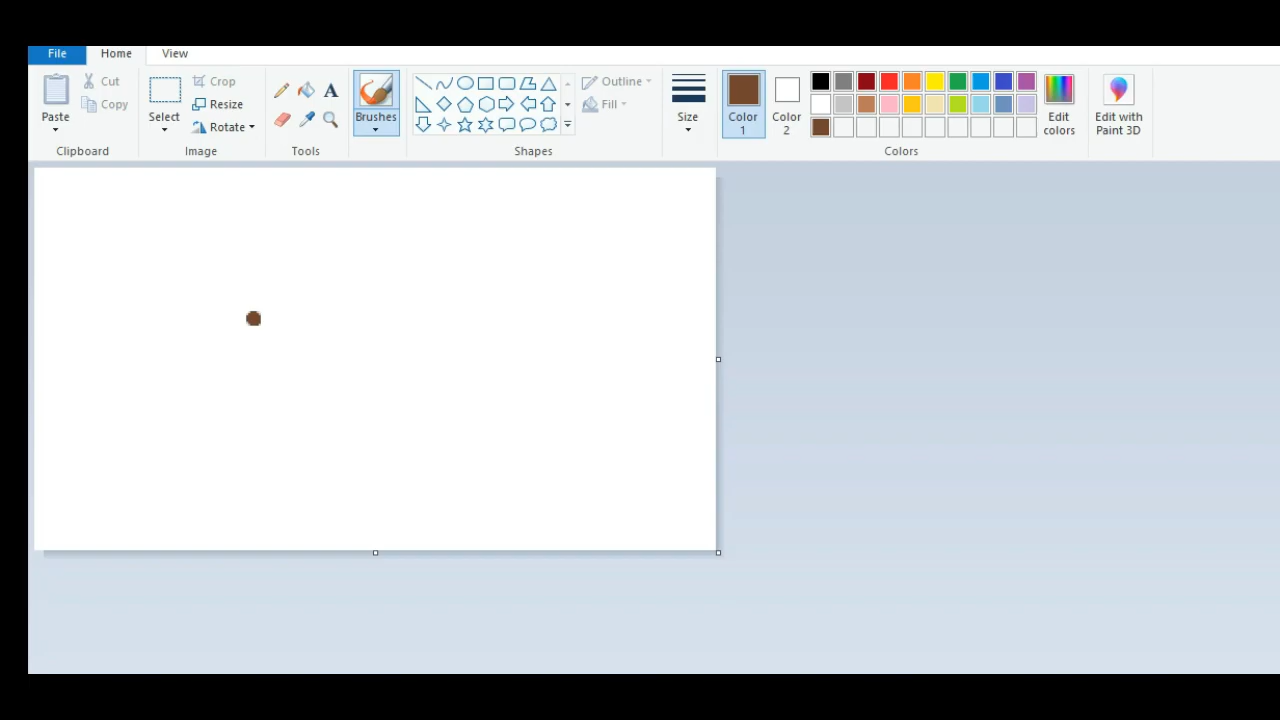 File Home View
Cut
Crop
Outline
Copy
Resize
Fill
Paste Select Rotate Brushes Size Color 1 Color 2 Edit colors Edit with Paint 3D
A
Clipboard Image Tools Shapes Colors